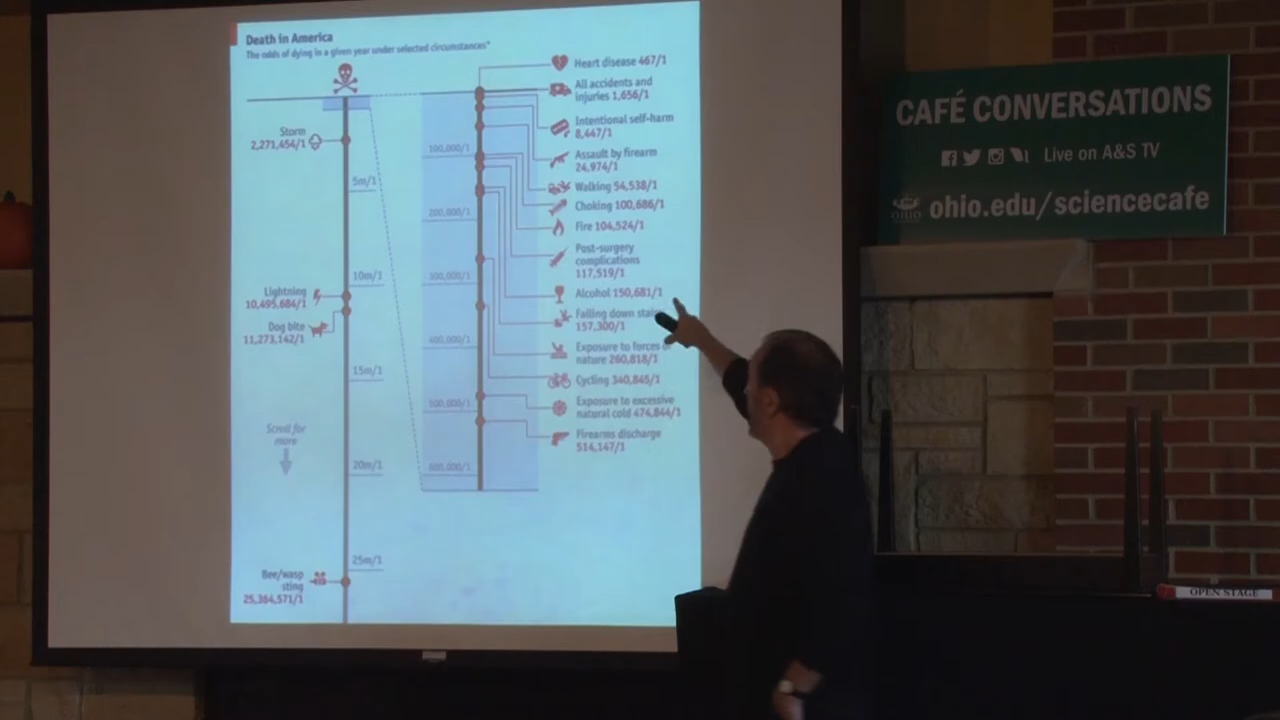 Death in America
The odds of dying in a given year under selected circumstances*
Storm
2,271,454/1
5m/1
10m/1
Lightning
10,495,684/1
Dog bite
11,273,142/1
15m/1
Scroll for
more
20m/1
25m/1
Bee/wasp
sting
25,364,571/1
100,000/1
200,000/1
300,000/1
400,000/1
500,000/1
600,000/1
Heart disease 467/1
All accidents and
injuries 1,656/1
Intentional self-harm
8,447/1
Assault by firearm
24,974/1
Walking 54,538/1
Choking 100,686/1
Fire 104,524/1
Post-surgery
complications
117,519/1
Alcohol 150,681/1
Falling down stai
157,300/1
Exposure to forces o
nature 260,818/1
Cycling 340,845/1
Exposure to excessive
natural cold 474,844/1
Firearms discharge
514,147/1
CAFÉ CONVERSATIONS
Live on A&S TV
OHIO
ohio.edu/sciencecafe
OPEN STAGE